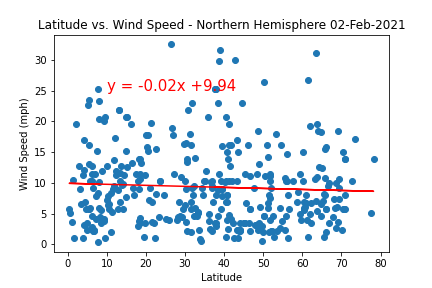 Latitude vs. Wind Speed - Northern Hemisphere 02-Feb-2021
y = -0.02x +9.94
Wind Speed (mph)
30
25
20
15
10
5
0
0 10 20 30 40 50 60 70 80
Latitude